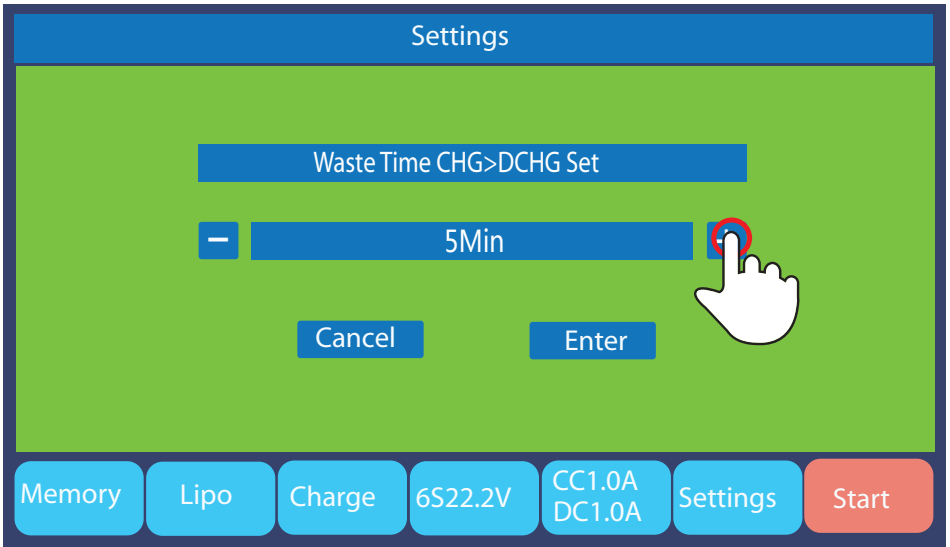 Settings
Waste Time CHG>DCHG Set
− 5Min
Cancel Enter
Memory Lipo Charge 6S22.2V CC1.0A DC1.0A Settings Start